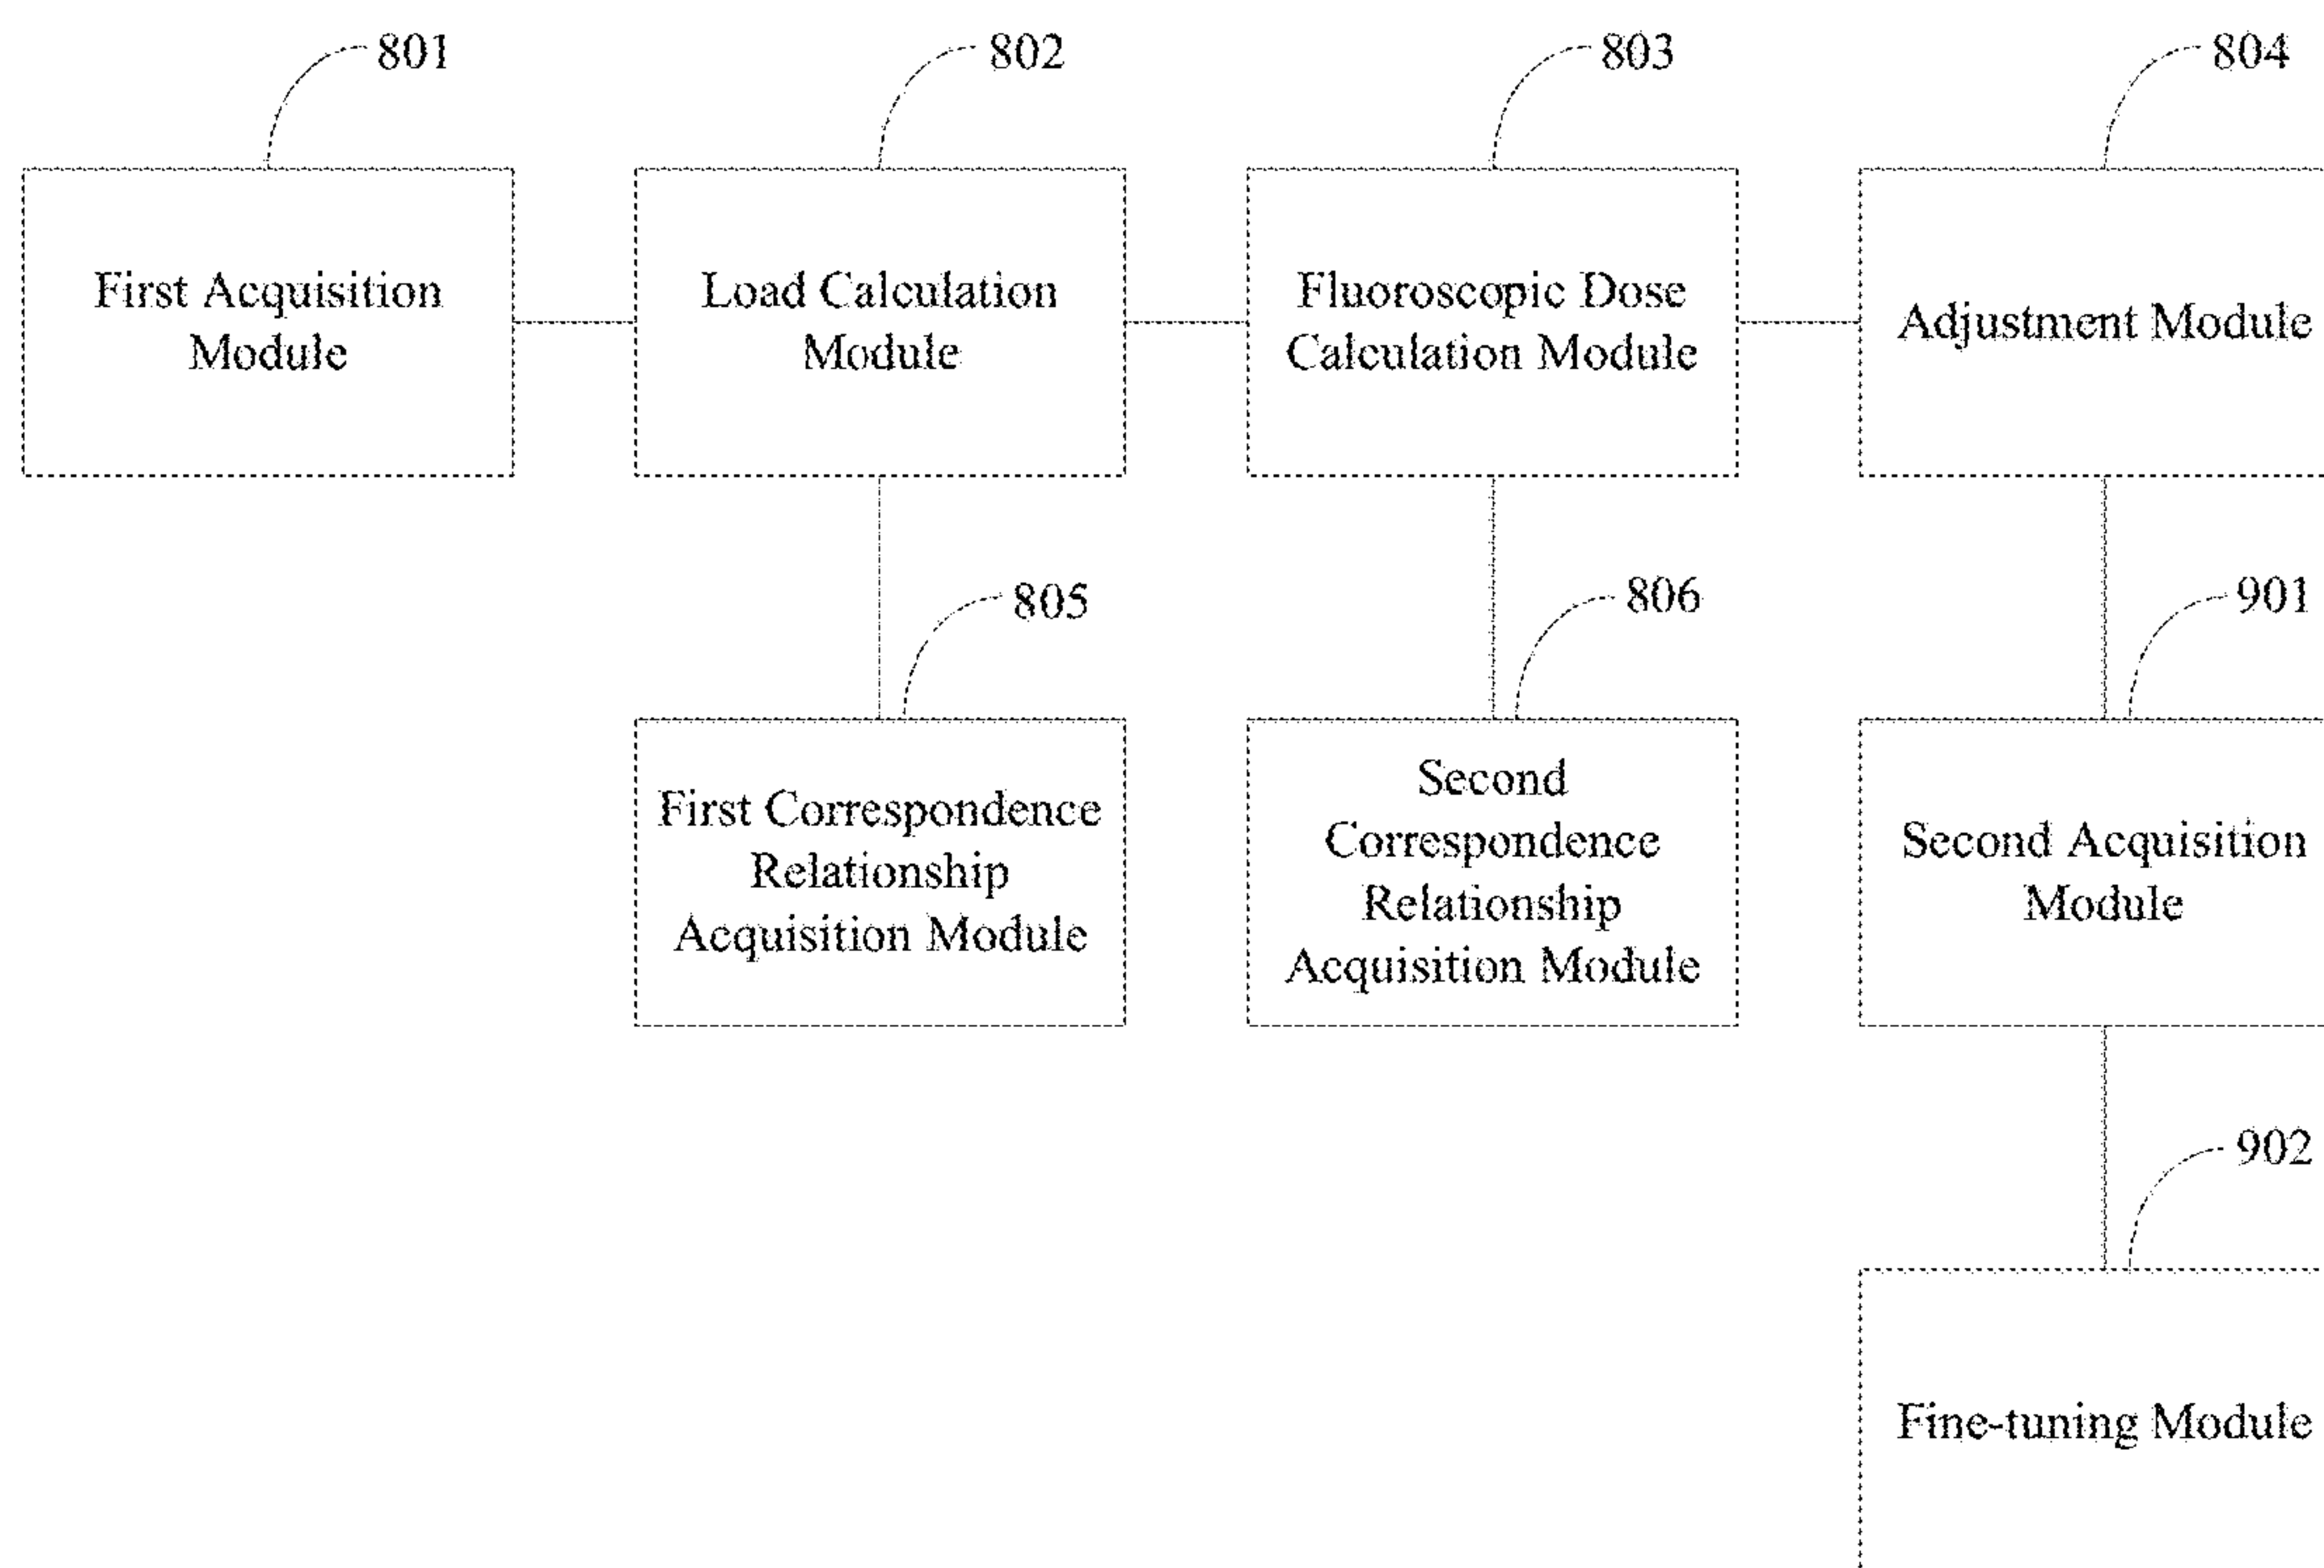 801
802
803
804
First Acquisition
Module
Load Calculation
Module
Fluoroscopic Dose
Calculation Module
Adjustment Module
805
806
901
First Correspondence
Relationship
Acquisition Module
Second
Correspondence
Relationship
Acquisition Module
Second Acquisition
Module
902
Fine-tuning Module